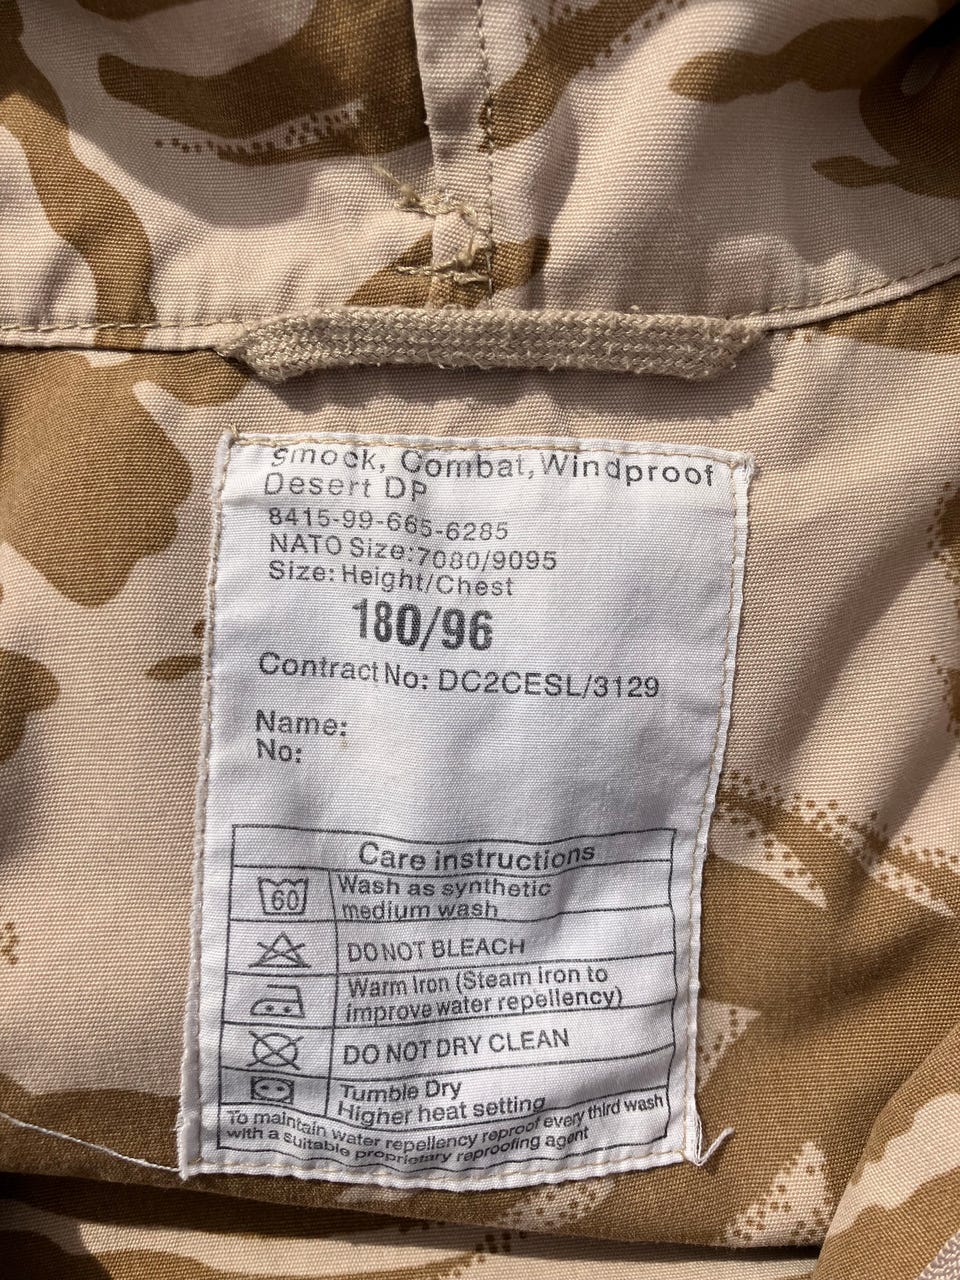 Smock, Combat, Windproof
Desert DP
8415-99-665-6285
NATO Size:7080/9095
Size: Height/Chest
180/96
Contract No: DC2CESL/3129
Name:
No:
Care instructions
60
Wash as synthetic
medium wash
DO NOT BLEACH
Warm Iron (Steam iron to
improve water repellency)
DO NOT DRY CLEAN
Tumble Dry
Higher heat setting
To maintain water repellency reproof every third wash
with a suitable proprietary reproofing agent